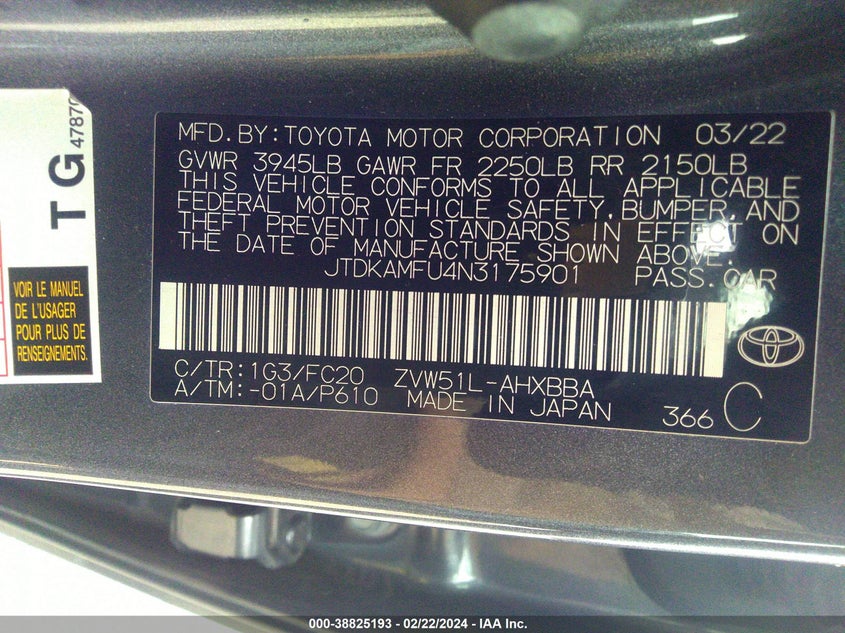 MFD.BY:TOYOTA MOTOR CORPORATION 03/22
GVWR 3945LB GAWR FR 2250LB RR 2150LB
THIS VEHICLE CONFORMS TO ALL APPLICABLE
FEDERAL MOTOR VEHICLE SAFETY,BUMPER,AND
THEFT PREVENTION STANDARDS IN EFFECT ON
THE DATE OF MANUFACTURE SHOWN ABOVE.
JTDKAMFU4N3175901 PASS.CAR
C/TR:1G3/FC20 ZVW51L-AHXBBA
A/TM:-01A/P610 MADE IN JAPAN 366 C
TG
47870
VOIR LE MANUEL
DE L'USAGER
POUR PLUS DE
RENSEIGNEMENTS.
000-38825193 - 02/22/2024 - IAA Inc.